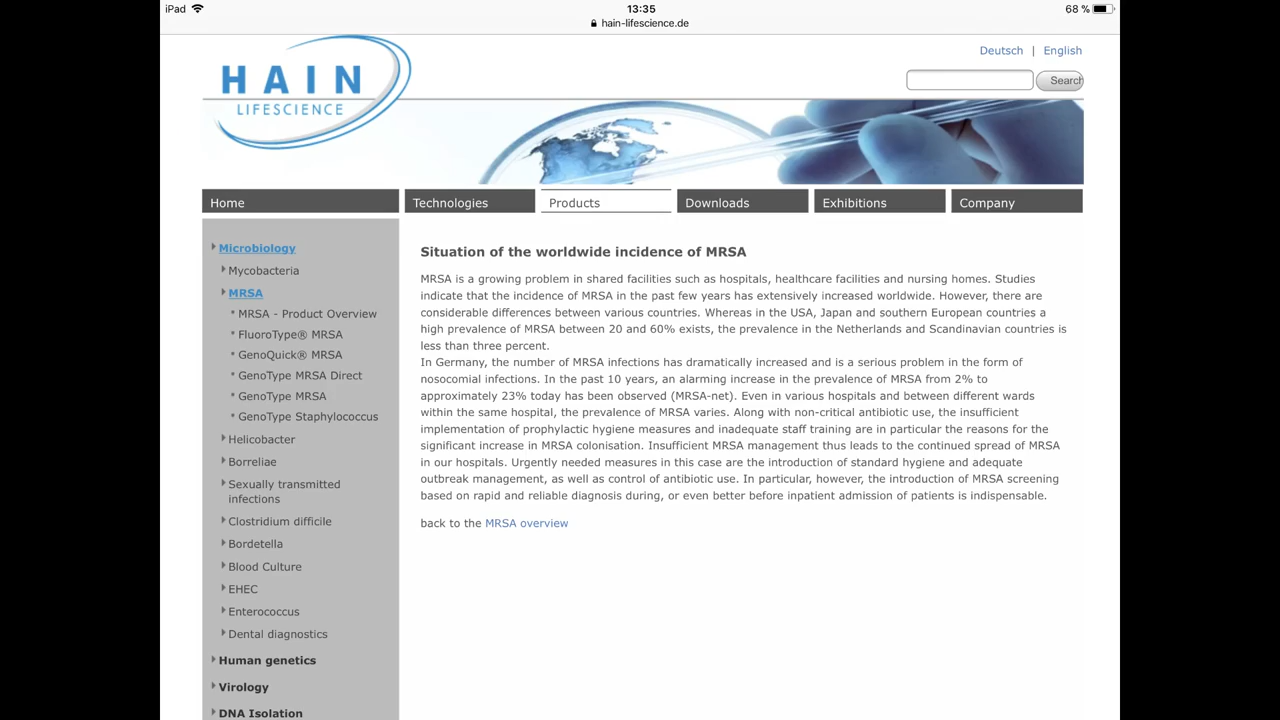 iPad
13:35
68 %
hain-lifescience.de
HAIN
LIFESCIENCE
Deutsch | English
Search
Home
Technologies
Products
Downloads
Exhibitions
Company
Microbiology
Mycobacteria
MRSA
* MRSA - Product Overview
* FluoroType® MRSA
* GenoQuick® MRSA
* GenoType MRSA Direct
* GenoType MRSA
* GenoType Staphylococcus
Helicobacter
Borreliae
Sexually transmitted
infections
Clostridium difficile
Bordetella
Blood Culture
EHEC
Enterococcus
Dental diagnostics
Human genetics
Virology
DNA Isolation
Situation of the worldwide incidence of MRSA
MRSA is a growing problem in shared facilities such as hospitals, healthcare facilities and nursing homes. Studies
indicate that the incidence of MRSA in the past few years has extensively increased worldwide. However, there are
considerable differences between various countries. Whereas in the USA, Japan and southern European countries a
high prevalence of MRSA between 20 and 60% exists, the prevalence in the Netherlands and Scandinavian countries is
less than three percent.
In Germany, the number of MRSA infections has dramatically increased and is a serious problem in the form of
nosocomial infections. In the past 10 years, an alarming increase in the prevalence of MRSA from 2% to
approximately 23% today has been observed (MRSA-net). Even in various hospitals and between different wards
within the same hospital, the prevalence of MRSA varies. Along with non-critical antibiotic use, the insufficient
implementation of prophylactic hygiene measures and inadequate staff training are in particular the reasons for the
significant increase in MRSA colonisation. Insufficient MRSA management thus leads to the continued spread of MRSA
in our hospitals. Urgently needed measures in this case are the introduction of standard hygiene and adequate
outbreak management, as well as control of antibiotic use. In particular, however, the introduction of MRSA screening
based on rapid and reliable diagnosis during, or even better before inpatient admission of patients is indispensable.
back to the MRSA overview